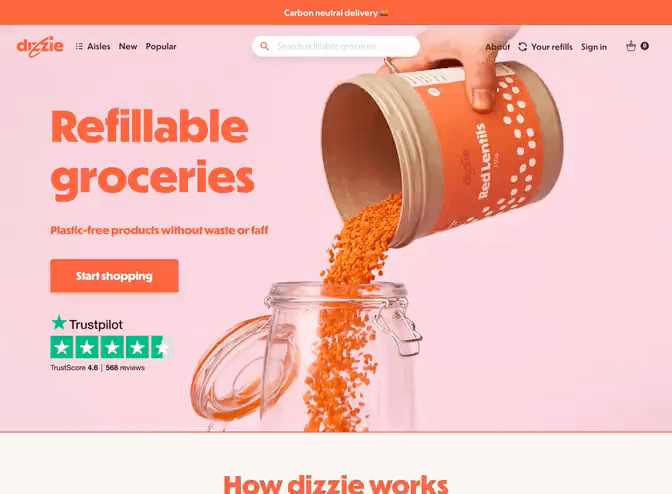 Carbon neutral delivery
dizzie
Aisles
New
Popular
Search refillable groceries
About
Your refills
Sign in
0
Refillable
groceries
Plastic-free products without waste or faff
Start shopping
Trustpilot
TrustScore 4.6 | 568 reviews
dizzie
Red Lentils
How dizzie works